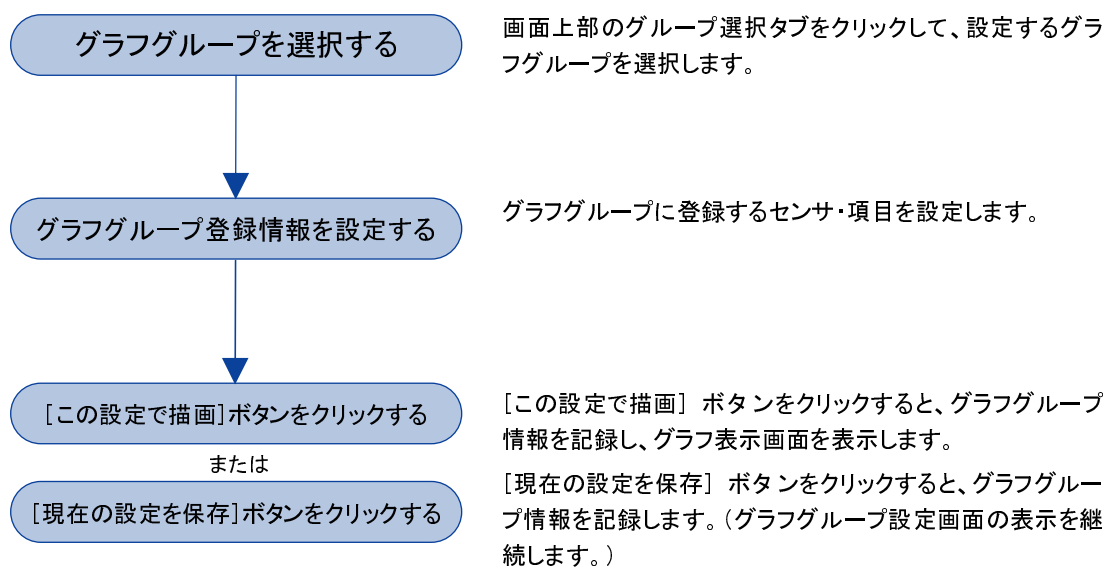 グラフグループを選択する
画面上部のグループ選択タブをクリックして、設定するグラ
フグループを選択します。
グラフグループ登録情報を設定する
グラフグループに登録するセンサ・項目を設定します。
[この設定で描画]ボタンをクリックする
[この設定で描画] ボタンをクリックすると、グラフグループ
情報を記録し、グラフ表示画面を表示します。
または
[現在の設定を保存]ボタンをクリックする
[現在の設定を保存] ボタンをクリックすると、グラフグルー
プ情報を記録します。(グラフグループ設定画面の表示を継
続します。)